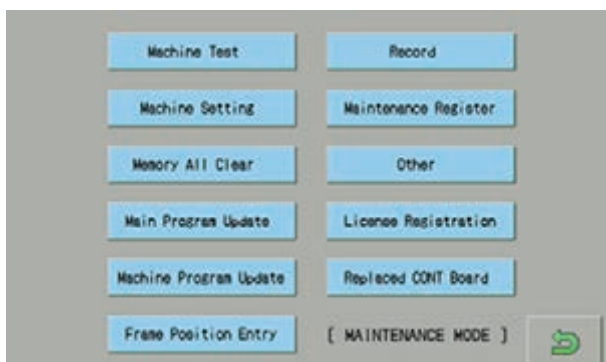 Machine Test
Record
Machine Setting
Maintenance Register
Memory All Clear
Other
Main Program Update
License Registration
Machine Program Update
Replaced CONT Board
Frame Position Entry
[ MAINTENANCE MODE ]